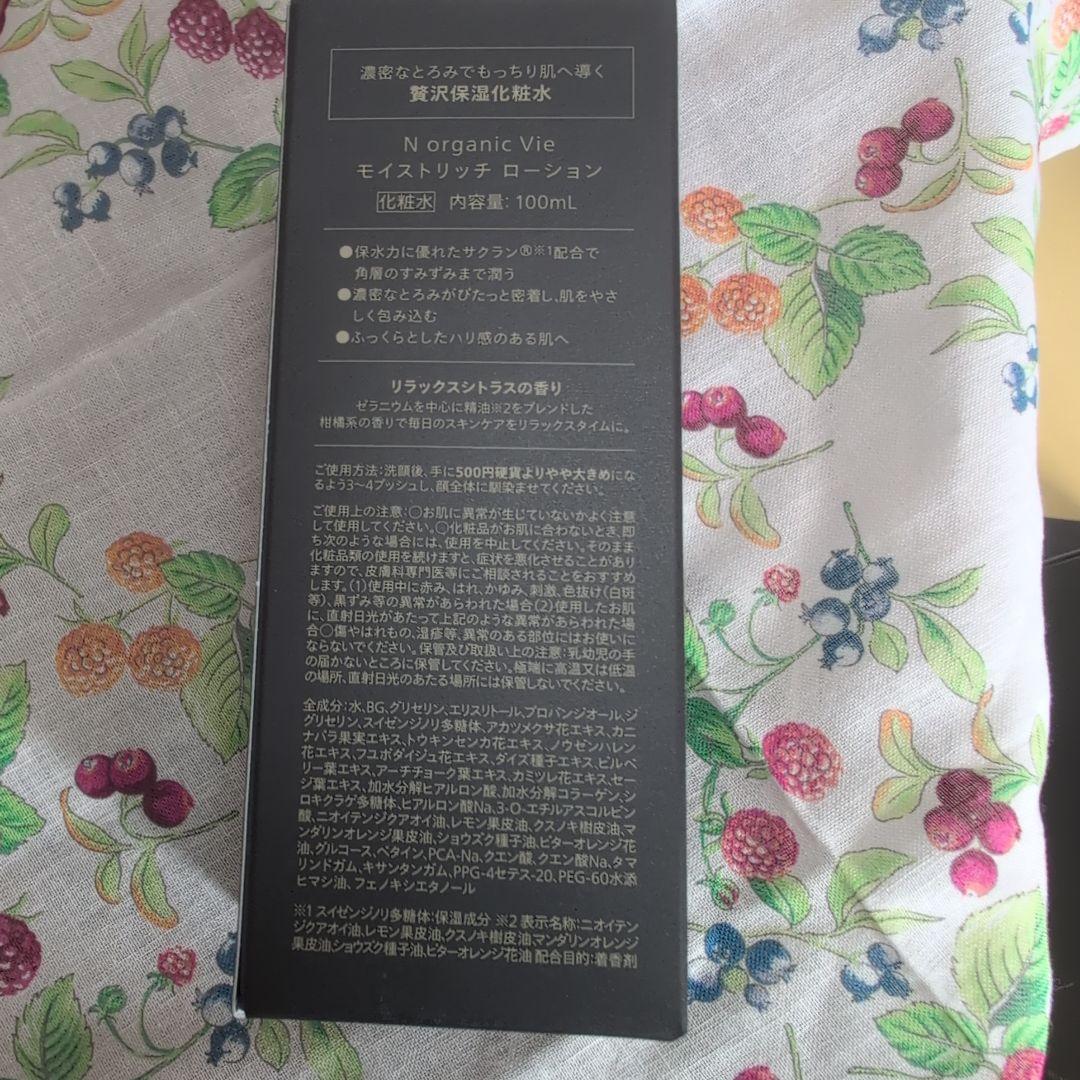 濃密なとろみでもっちり肌へ導く
贅沢保湿化粧水
N organic Vie
モイストリッチ ローション
化粧水 内容量: 100mL
●保水力に優れたサクラン®※1配合で
角層のすみずみまで潤う
●濃密なとろみがぴたっと密着し、肌をやさ
しく包み込む
●ふっくらとしたハリ感のある肌へ
リラックスシトラスの香り
ゼラニウムを中心に精油※2をブレンドした
柑橘系の香りで毎日のスキンケアをリラックスタイムに。
ご使用方法:洗顔後、手に500円硬貨よりやや大きめにな
るよう3〜4プッシュし、顔全体に馴染ませてください。
ご使用上の注意:○お肌に異常が生じていないかよく注意
して使用してください。○化粧品がお肌に合わないとき、即
ち次のような場合には、使用を中止してください。そのまま
化粧品類の使用を続けますと、症状を悪化させることがあり
ますので、皮膚科専門医等にご相談されることをおすすめ
します。(1)使用中に赤み、はれ、かゆみ、刺激、色抜け(白斑
等)、黒ずみ等の異常があらわれた場合(2)使用したお肌
に、直射日光があたって上記のような異常があらわれた場
合○傷やはれもの、湿疹等、異常のある部位にはお使いに
ならないでください。保管及び取扱い上の注意:乳幼児の手
の届かないところに保管してください。極端に高温又は低温
の場所、直射日光のあたる場所には保管しないでください。
全成分:水、BG、グリセリン、エリスリトール、プロパンジオール、ジ
グリセリン、スイゼンジノリ多糖体、アカツメクサ花エキス、カニ
ナバラ果実エキス、トウキンセンカ花エキス、ノウゼンハレン
花エキス、フユボダイジュ花エキス、ダイズ種子エキス、ビルベ
リー葉エキス、アーチチョーク葉エキス、カミツレ花エキス、セー
ジ葉エキス、加水分解ヒアルロン酸、加水分解コラーゲン、シ
ロキクラゲ多糖体、ヒアルロン酸Na、3-O-エチルアスコルビン
酸、ニオイテンジクアオイ油、レモン果皮油、クスノキ樹皮油、マ
ンダリンオレンジ果皮油、ショウズク種子油、ビターオレンジ花
油、グルコース、ベタイン、PCA-Na、クエン酸、クエン酸Na、タマ
リンドガム、キサンタンガム、PPG-4セテス-20、PEG-60水添
ヒマシ油、フェノキシエタノール
※1 スイゼンジノリ多糖体:保湿成分 ※2 表示名称:ニオイテン
ジクアオイ油、レモン果皮油、クスノキ樹皮油、マンダリンオレンジ
果皮油、ショウズク種子油、ビターオレンジ花油 配合目的:着香剤